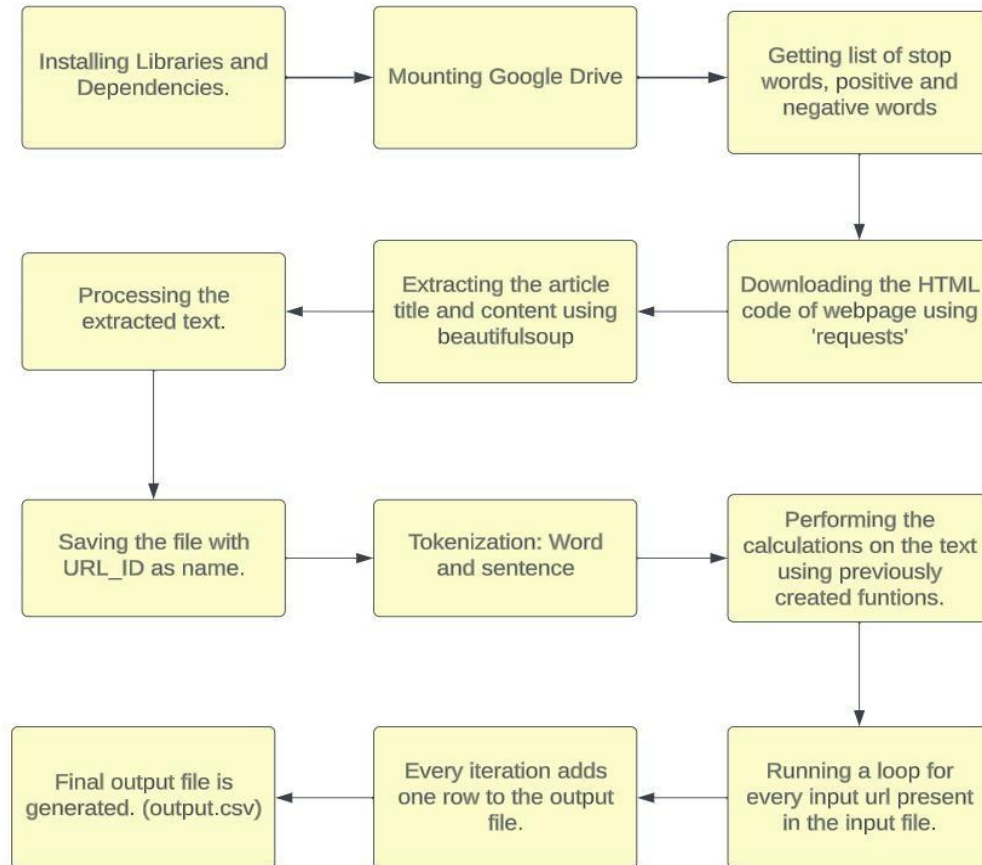 Installing Libraries and
Dependencies.
Mounting Google Drive
Getting list of stop
words, positive and
negative words
Downloading the HTML
code of webpage using
'requests'
Extracting the article
title and content using
beautifulsoup
Processing the
extracted text.
Saving the file with
URL_ID as name.
Tokenization: Word
and sentence
Performing the
calculations on the text
using previously
created funtions.
Running a loop for
every input url present
in the input file.
Every iteration adds
one row to the output
file.
Final output file is
generated. (output.csv)